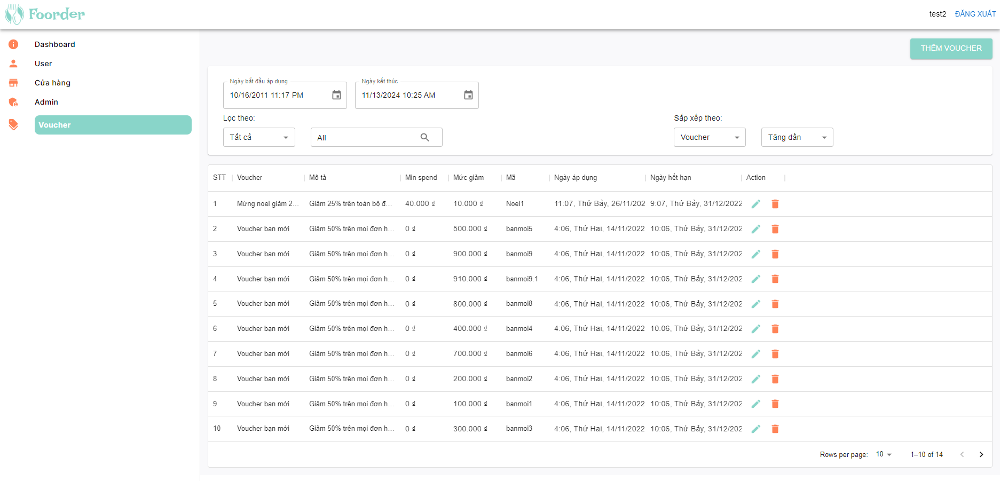 Foorder
test2 ĐĂNG XUẤT
Dashboard
User
Cửa hàng
Admin
Voucher
THÊM VOUCHER
Ngày bắt đầu áp dụng Ngày kết thúc
10/16/2011 11:17 PM 11/13/2024 10:25 AM
Lọc theo: Sắp xếp theo:
Tất cả All Voucher Tăng dần
STT Voucher Mô tả Min spend Mức giảm Mã Ngày áp dụng Ngày hết hạn Action
1 Mừng noel giảm 2... Giảm 25% trên toàn bộ đ... 40.000 ₫ 10.000 ₫ Noel1 11:07, Thứ Bảy, 26/11/202 9:07, Thứ Bảy, 31/12/2022
2 Voucher bạn mới Giảm 50% trên mọi đơn h... 0 ₫ 500.000 ₫ banmoi5 4:06, Thứ Hai, 14/11/2022 10:06, Thứ Bảy, 31/12/202
3 Voucher bạn mới Giảm 50% trên mọi đơn h... 0 ₫ 900.000 ₫ banmoi9 4:06, Thứ Hai, 14/11/2022 10:06, Thứ Bảy, 31/12/202
4 Voucher bạn mới Giảm 50% trên mọi đơn h... 0 ₫ 910.000 ₫ banmoi9.1 4:06, Thứ Hai, 14/11/2022 10:06, Thứ Bảy, 31/12/202
5 Voucher bạn mới Giảm 50% trên mọi đơn h... 0 ₫ 800.000 ₫ banmoi8 4:06, Thứ Hai, 14/11/2022 10:06, Thứ Bảy, 31/12/202
6 Voucher bạn mới Giảm 50% trên mọi đơn h... 0 ₫ 400.000 ₫ banmoi4 4:06, Thứ Hai, 14/11/2022 10:06, Thứ Bảy, 31/12/202
7 Voucher bạn mới Giảm 50% trên mọi đơn h... 0 ₫ 700.000 ₫ banmoi6 4:06, Thứ Hai, 14/11/2022 10:06, Thứ Bảy, 31/12/202
8 Voucher bạn mới Giảm 50% trên mọi đơn h... 0 ₫ 200.000 ₫ banmoi2 4:06, Thứ Hai, 14/11/2022 10:06, Thứ Bảy, 31/12/202
9 Voucher bạn mới Giảm 50% trên mọi đơn h... 0 ₫ 100.000 ₫ banmoi1 4:06, Thứ Hai, 14/11/2022 10:06, Thứ Bảy, 31/12/202
10 Voucher bạn mới Giảm 50% trên mọi đơn h... 0 ₫ 300.000 ₫ banmoi3 4:06, Thứ Hai, 14/11/2022 10:06, Thứ Bảy, 31/12/202
Rows per page: 10 1–10 of 14